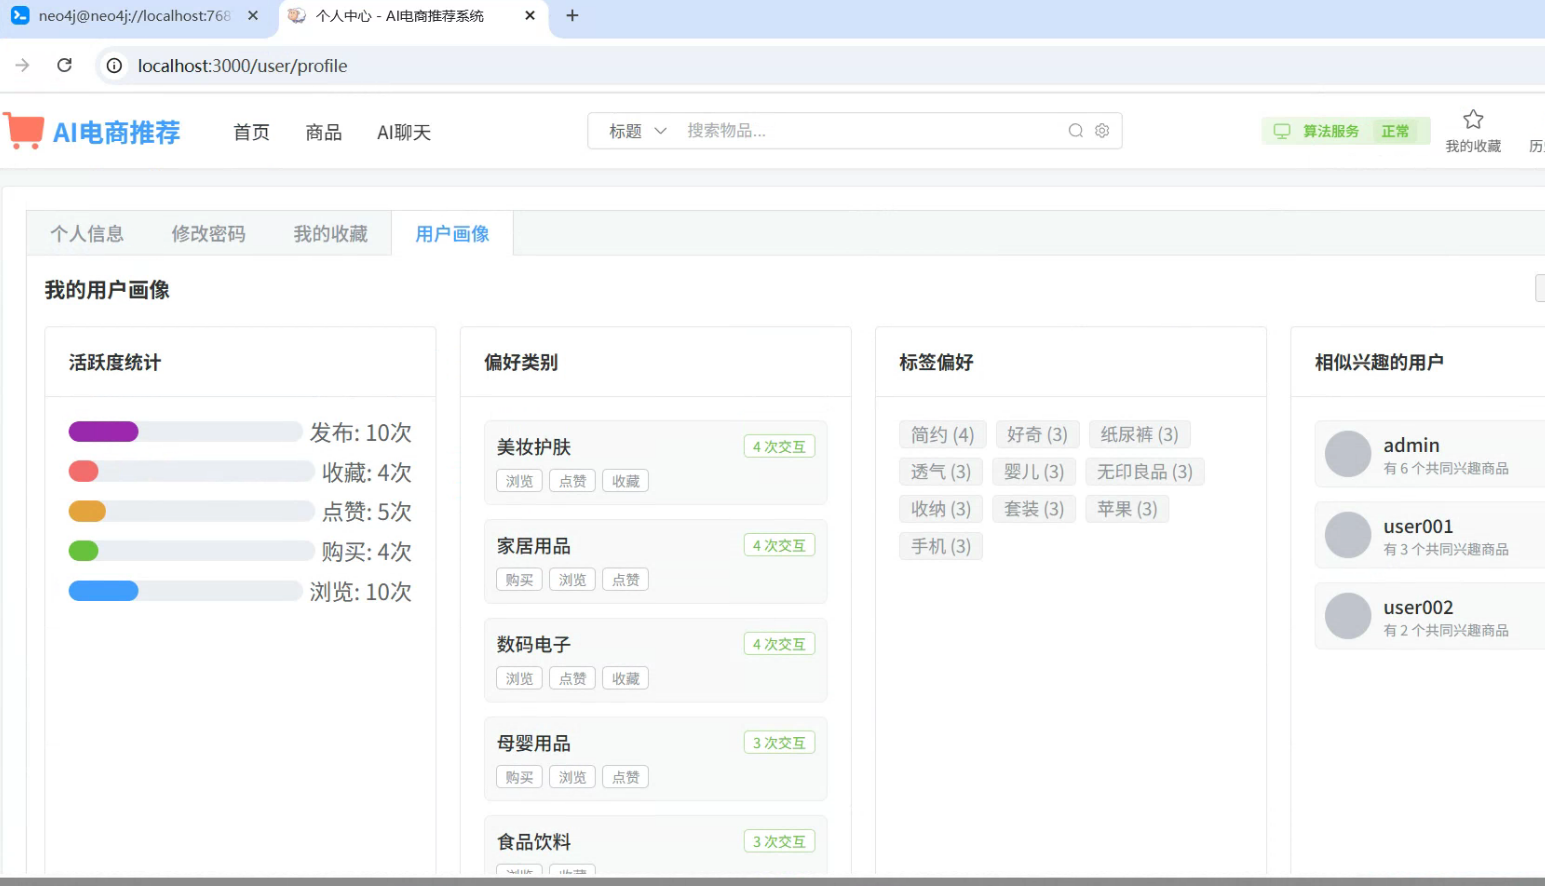 neo4j@neo4j://localhost:768
个人中心 - AI电商推荐系统
localhost:3000/user/profile
AI电商推荐
首页
商品
AI聊天
标题
搜索物品...
算法服务
正常
我的收藏
个人信息
修改密码
我的收藏
用户画像
我的用户画像
活跃度统计
发布: 10次
收藏: 4次
点赞: 5次
购买: 4次
浏览: 10次
偏好类别
美妆护肤
4 次交互
浏览 点赞 收藏
家居用品
4 次交互
购买 浏览 点赞
数码电子
4 次交互
浏览 点赞 收藏
母婴用品
3 次交互
购买 浏览 点赞
食品饮料
3 次交互
浏览 收藏
标签偏好
简约 (4) 好奇 (3) 纸尿裤 (3)
透气 (3) 婴儿 (3) 无印良品 (3)
收纳 (3) 套装 (3) 苹果 (3)
手机 (3)
相似兴趣的用户
admin
有 6 个共同兴趣商品
user001
有 3 个共同兴趣商品
user002
有 2 个共同兴趣商品